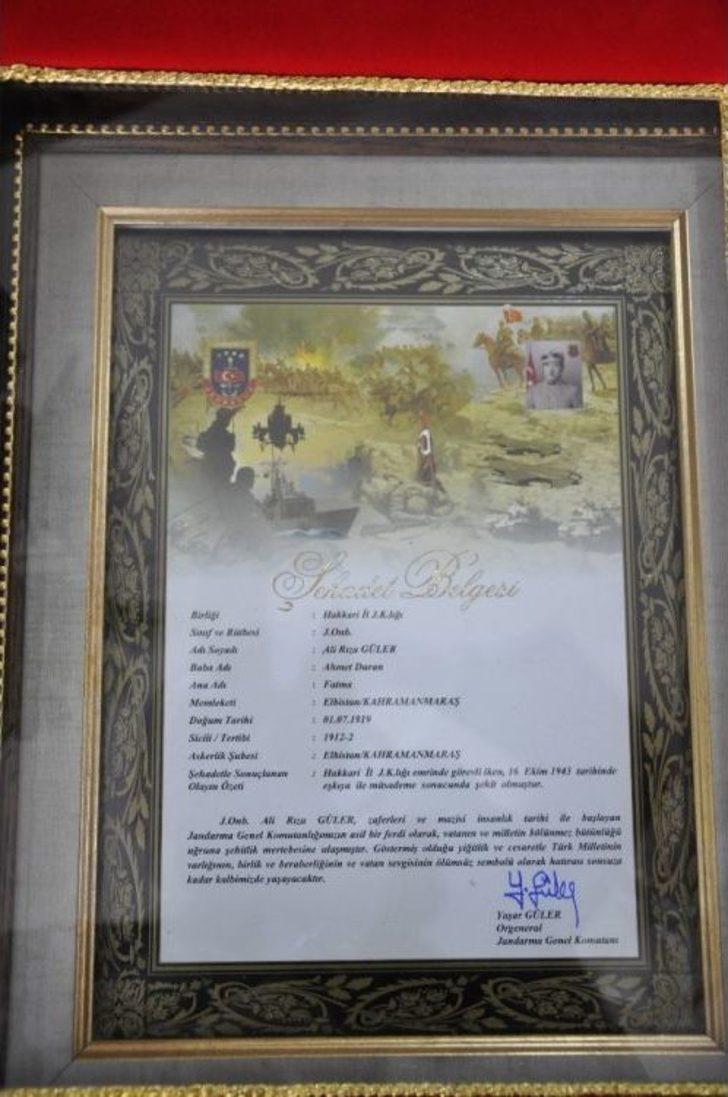 Şehadet Belgesi
Birliği : Hakkari İl J.K.lığı
Sınıf ve Rütbesi : J.Onb.
Adı Soyadı : Ali Rıza GÜLER
Baba Adı : Ahmet Duran
Ana Adı : Fatma
Memleketi : Elbistan/KAHRAMANMARAŞ
Doğum Tarihi : 01.07.1919
Sicili / Tertibi : 1912-2
Askerlik Şubesi : Elbistan/KAHRAMANMARAŞ
Şehadetle Sonuçlanan : Hakkari İl J.K.lığı emrinde görevli iken, 16 Ekim 1943 tarihinde
Olayın Özeti eşkıya ile müsademe sonucunda şehit olmuştur.
J.Onb. Ali Rıza GÜLER, zaferleri ve mazisi insanlık tarihi ile başlayan
Jandarma Genel Komutanlığımızın asil bir ferdi olarak, vatanın ve milletin bölünmez bütünlüğü
uğruna şehitlik mertebesine ulaşmıştır. Göstermiş olduğu yiğitlik ve cesaretle Türk Milletinin
varlığının, birlik ve beraberliğinin ve vatan sevgisinin ölümsüz sembolü olarak hatırası sonsuza
kadar kalbimizde yaşayacaktır.
Y. Güler
Yaşar GÜLER
Orgeneral
Jandarma Genel Komutanı